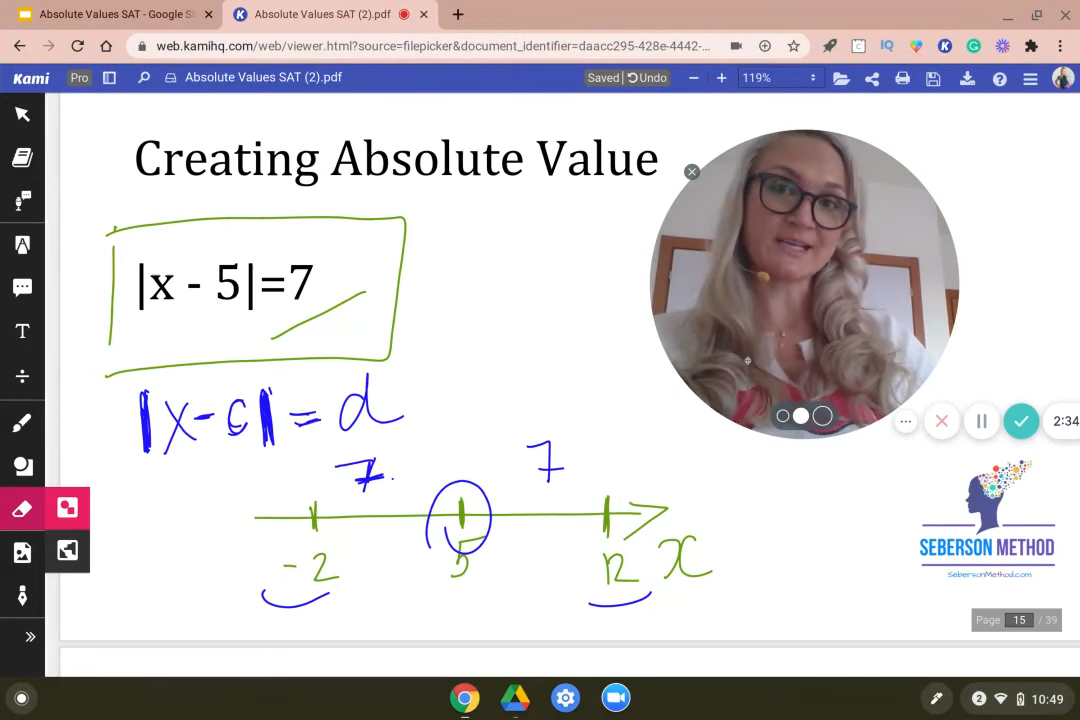 Absolute Values SAT - Google Sl
Absolute Values SAT (2).pdf
web.kamihq.com/web/viewer.html?source=filepicker&document_identifier=daacc295-428e-4442-...
Kami Pro Absolute Values SAT (2).pdf Saved Undo 119%
Creating Absolute Value
|x - 5|=7
|x-c| = d
7. 7
-2 5 12 x
2:34
SEBERSON METHOD
SebersonMethod.com
Page 15 / 39
2 10:49